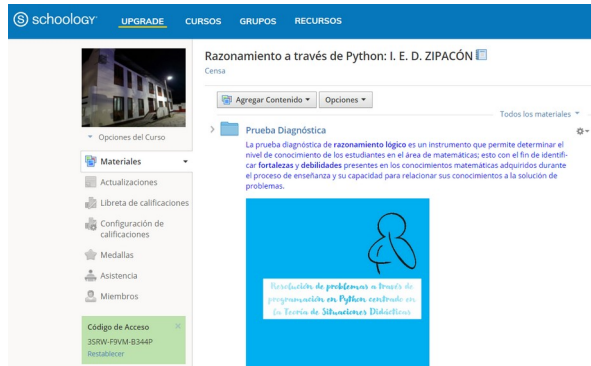 schoology
UPGRADE CURSOS GRUPOS RECURSOS
Razonamiento a través de Python: I. E. D. ZIPACÓN
Censa
Agregar Contenido Opciones
Todos los materiales
Opciones del Curso
Materiales
Actualizaciones
Libreta de calificaciones
Configuración de
calificaciones
Medallas
Asistencia
Miembros
Código de Acceso
3SRW-F9VM-B344P
Restablecer
Prueba Diagnóstica
La prueba diagnóstica de razonamiento lógico es un instrumento que permite determinar el
nivel de conocimiento de los estudiantes en el área de matemáticas; esto con el fin de identifi-
car fortalezas y debilidades presentes en los conocimientos matemáticas adquiridos durante
el proceso de enseñanza y su capacidad para relacionar sus conocimientos a la solución de
problemas.
Resolución de problemas a través de
programación en Python centrado en
la Teoría de Situaciones Didácticas